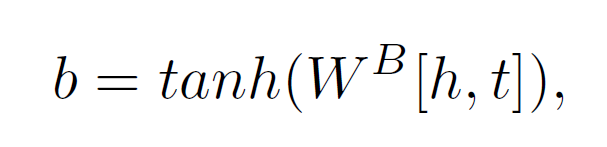 b = tanh(W^B[h, t]),